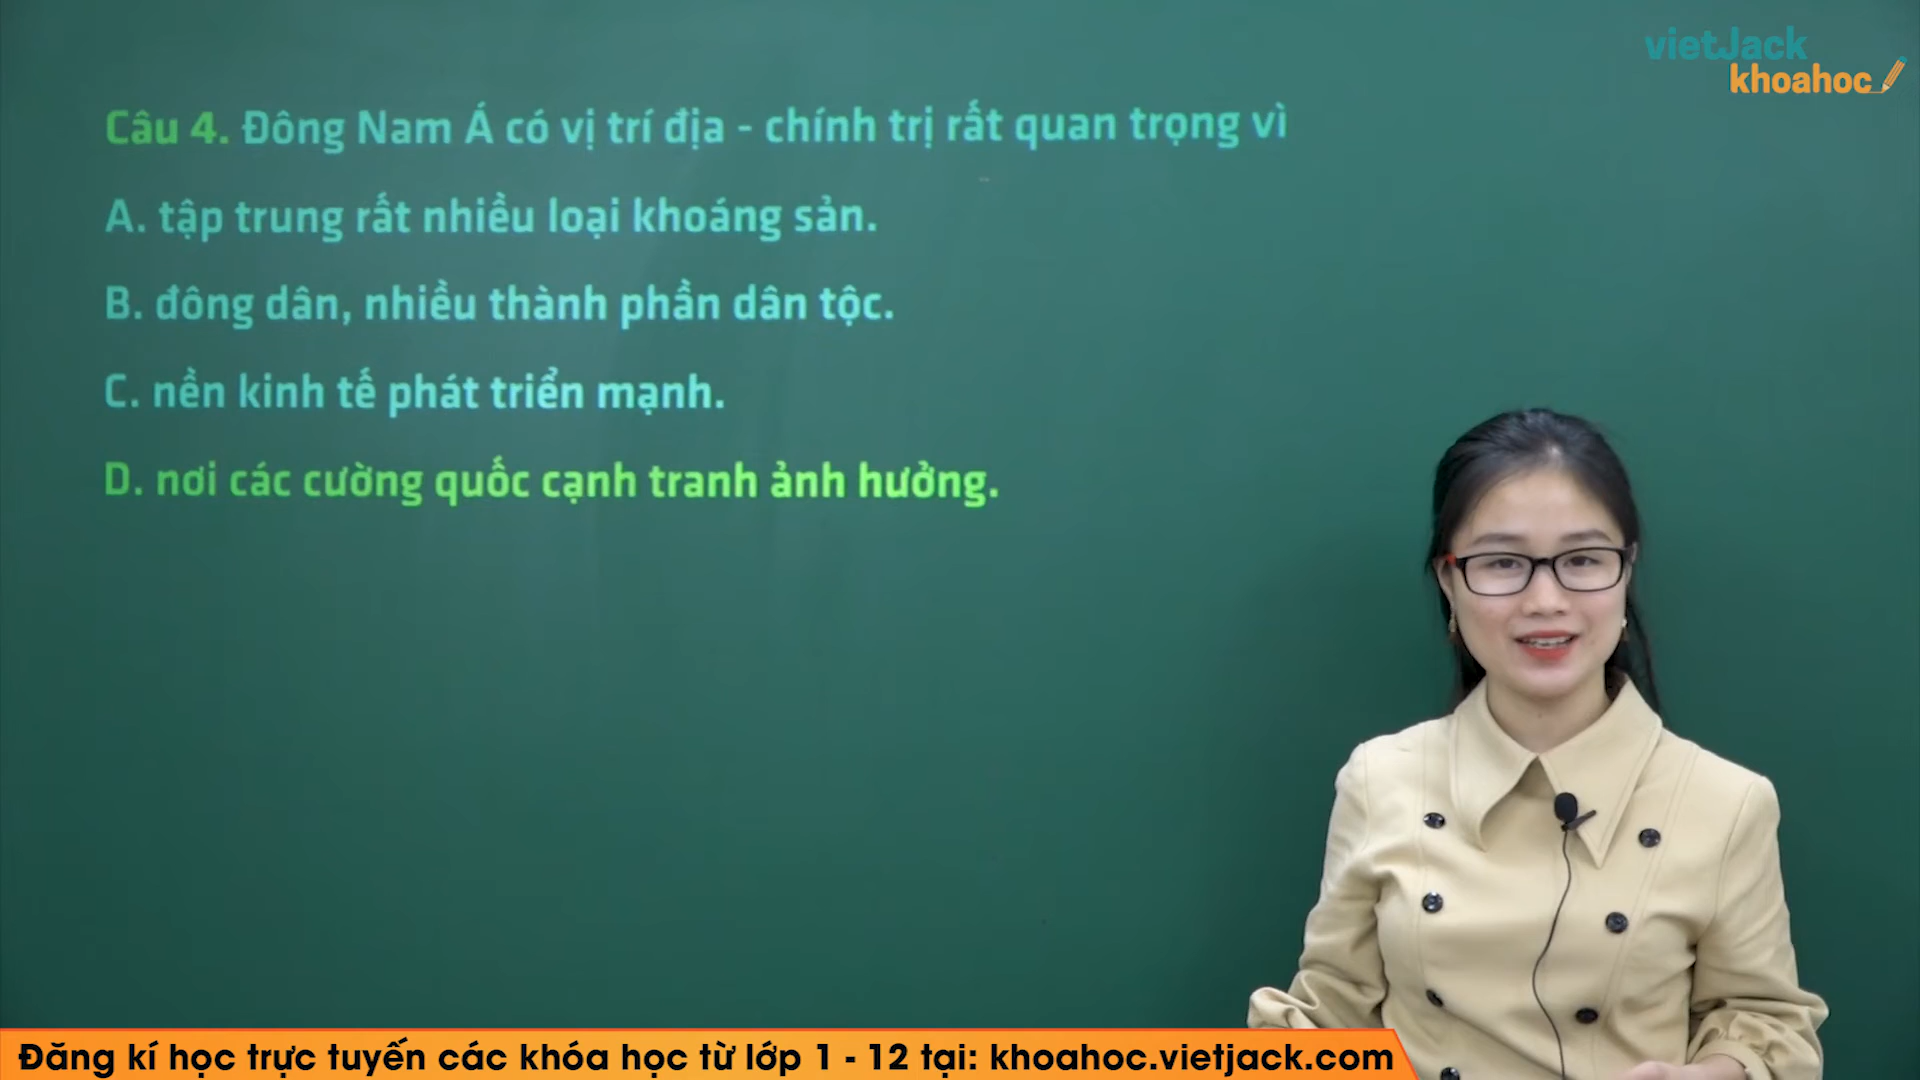 vietJack
khoahoc
Câu 4. Đông Nam Á có vị trí địa - chính trị rất quan trọng vì
A. tập trung rất nhiều loại khoáng sản.
B. đông dân, nhiều thành phần dân tộc.
C. nền kinh tế phát triển mạnh.
D. nơi các cường quốc cạnh tranh ảnh hưởng.
Đăng kí học trực tuyến các khóa học từ lớp 1 - 12 tại: khoahoc.vietjack.com